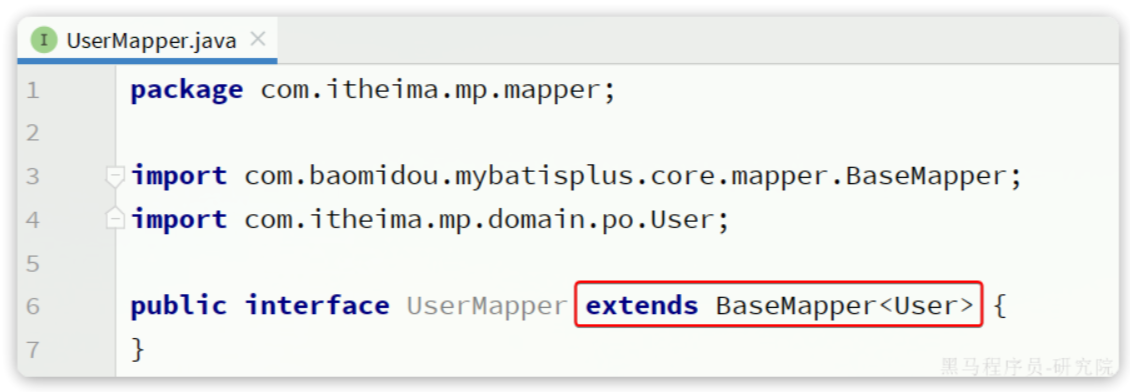 UserMapper.java
1 package com.itheima.mp.mapper;
2
3 import com.baomidou.mybatisplus.core.mapper.BaseMapper;
4 import com.itheima.mp.domain.po.User;
5
6 public interface UserMapper extends BaseMapper<User> {
7 }
黑马程序员-研究院